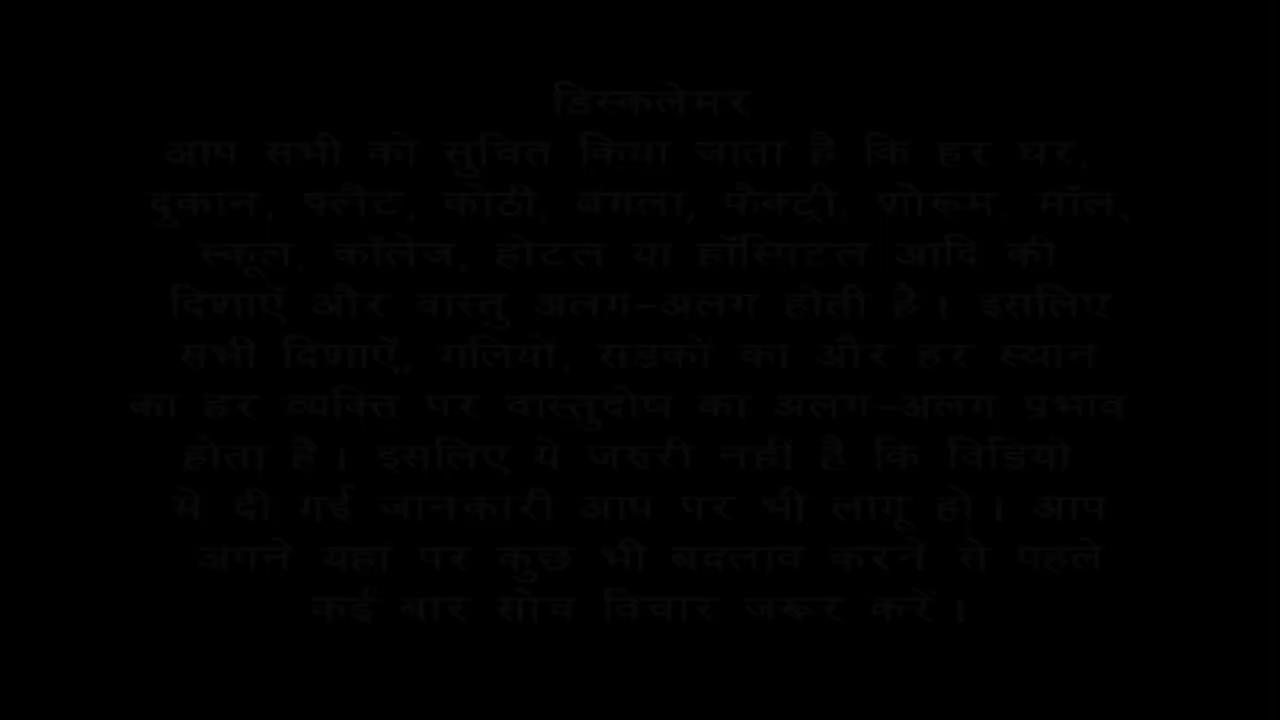 डिस्कलेमर
आप सभी को सुचित किया जाता है कि हर घर,
दुकान, फ्लैट, कोठी, बंगला, फैक्ट्री, शोरूम, मॉल,
स्कूल, कॉलेज, होटल या हॉस्पिटल आदि की
दिशाएँ और वास्तु अलग-अलग होती है। इसलिए
सभी दिशाएँ, गलियों, सडकों का और हर स्थान
का हर व्यक्ति पर वास्तुदोष का अलग-अलग प्रभाव
होता है। इसलिए ये जरुरी नहीं है कि विडियो
में दी गई जानकारी आप पर भी लागू हो। आप
अपने यहां पर कुछ भी बदलाव करनें से पहले
कई बार सोच विचार जरूर करें।